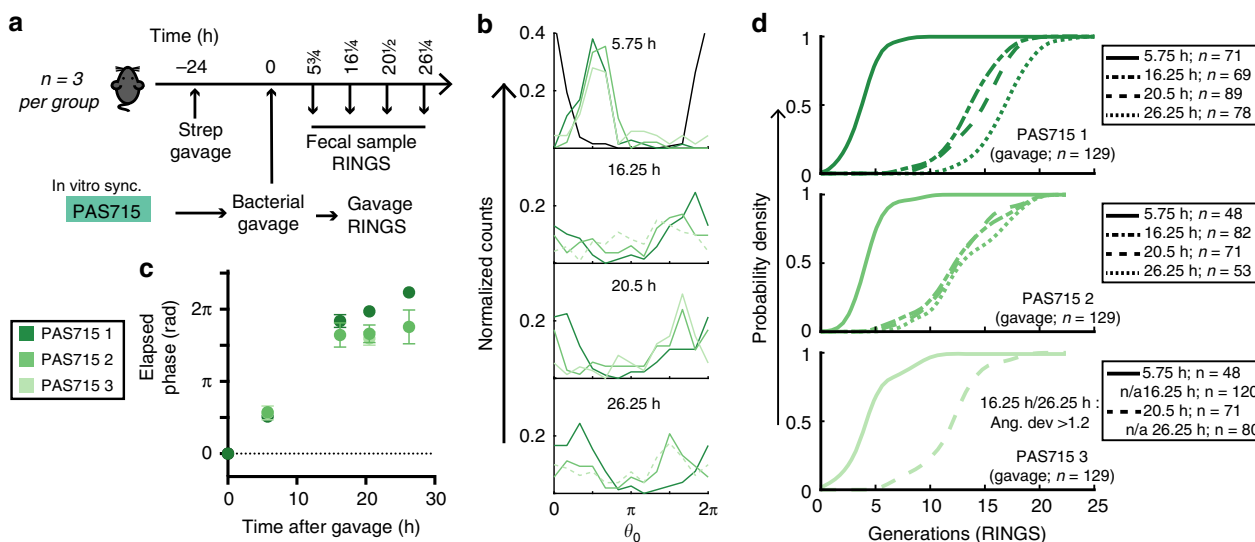 a
Time (h)
n = 3
per group
–24
0
5¾
16¼
20½
26¼
Strep
gavage
Fecal sample
RINGS
In vitro sync.
PAS715
Bacterial
gavage
Gavage
RINGS
c
PAS715 1
PAS715 2
PAS715 3
Elapsed
phase (rad)
2π
π
0
0
10
20
30
Time after gavage (h)
b
Normalized counts
0.4
0.2
5.75 h
16.25 h
0.2
20.5 h
0.2
26.25 h
0.2
0
π
2π
θ0
d
Probability density
1
0
5.75 h; n = 71
16.25 h; n = 69
20.5 h; n = 89
26.25 h; n = 78
PAS715 1
(gavage; n = 129)
1
0
5.75 h; n = 48
16.25 h; n = 82
20.5 h; n = 71
26.25 h; n = 53
PAS715 2
(gavage; n = 129)
1
0
5.75 h; n = 48
n/a16.25 h; n = 120
20.5 h; n = 71
n/a 26.25 h; n = 80
16.25 h/26.25 h :
Ang. dev >1.2
PAS715 3
(gavage; n = 129)
0
5
10
15
20
25
Generations (RINGS)